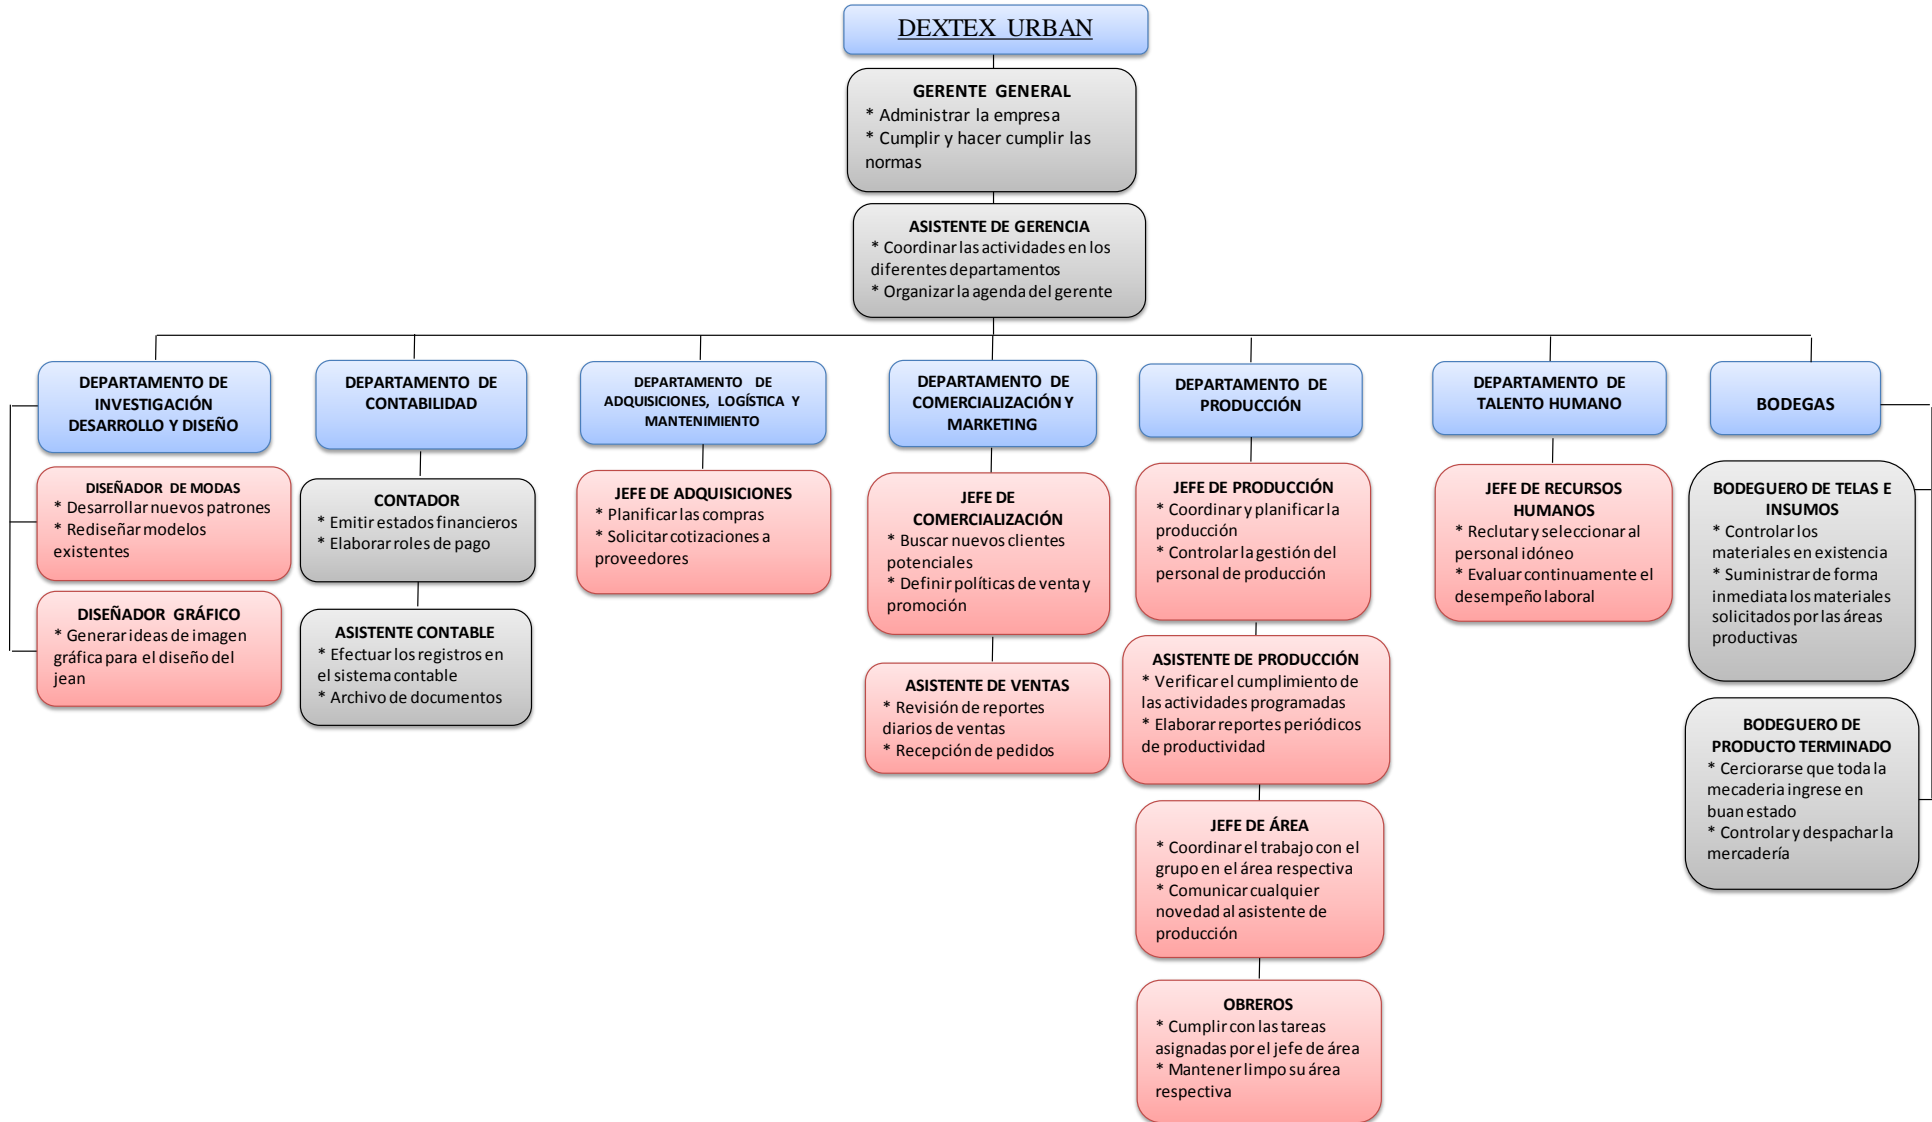 DEXTEX URBAN
GERENTE GENERAL
* Administrar la empresa
* Cumplir y hacer cumplir las
normas
ASISTENTE DE GERENCIA
* Coordinar las actividades en los
diferentes departamentos
* Organizar la agenda del gerente
DEPARTAMENTO DE
INVESTIGACIÓN
DESARROLLO Y DISEÑO
DISEÑADOR DE MODAS
* Desarrollar nuevos patrones
* Rediseñar modelos
existentes
DISEÑADOR GRÁFICO
* Generar ideas de imagen
gráfica para el diseño del
jean
DEPARTAMENTO DE
CONTABILIDAD
CONTADOR
* Emitir estados financieros
* Elaborar roles de pago
ASISTENTE CONTABLE
* Efectuar los registros en
el sistema contable
* Archivo de documentos
DEPARTAMENTO DE
ADQUISICIONES, LOGÍSTICA Y
MANTENIMIENTO
JEFE DE ADQUISICIONES
* Planificar las compras
* Solicitar cotizaciones a
proveedores
DEPARTAMENTO DE
COMERCIALIZACIÓN Y
MARKETING
JEFE DE
COMERCIALIZACIÓN
* Buscar nuevos clientes
potenciales
* Definir políticas de venta y
promoción
ASISTENTE DE VENTAS
* Revisión de reportes
diarios de ventas
* Recepción de pedidos
DEPARTAMENTO DE
PRODUCCIÓN
JEFE DE PRODUCCIÓN
* Coordinar y planificar la
producción
* Controlar la gestión del
personal de producción
ASISTENTE DE PRODUCCIÓN
* Verificar el cumplimiento de
las actividades programadas
* Elaborar reportes periódicos
de productividad
JEFE DE ÁREA
* Coordinar el trabajo con el
grupo en el área respectiva
* Comunicar cualquier
novedad al asistente de
producción
OBREROS
* Cumplir con las tareas
asignadas por el jefe de área
* Mantener limpo su área
respectiva
DEPARTAMENTO DE
TALENTO HUMANO
JEFE DE RECURSOS
HUMANOS
* Reclutar y seleccionar al
personal idóneo
* Evaluar continuamente el
desempeño laboral
BODEGAS
BODEGUERO DE TELAS E
INSUMOS
* Controlar los
materiales en existencia
* Suministrar de forma
inmediata los materiales
solicitados por las áreas
productivas
BODEGUERO DE
PRODUCTO TERMINADO
* Cerciorarse que toda la
mecaderia ingrese en
buan estado
* Controlar y despachar la
mercadería